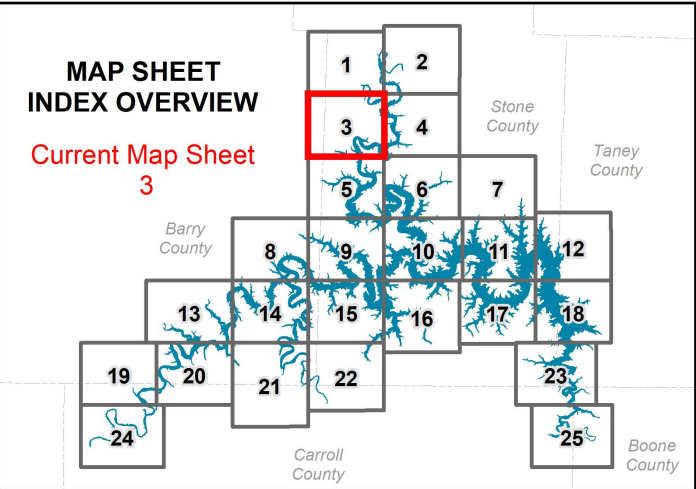 MAP SHEET
INDEX OVERVIEW
Current Map Sheet
3
1
2
3
4
Stone
County
Taney
County
5
6
7
Barry
County
8
9
10
11
12
13
14
15
16
17
18
19
20
21
22
23
24
25
Carroll
County
Boone
County